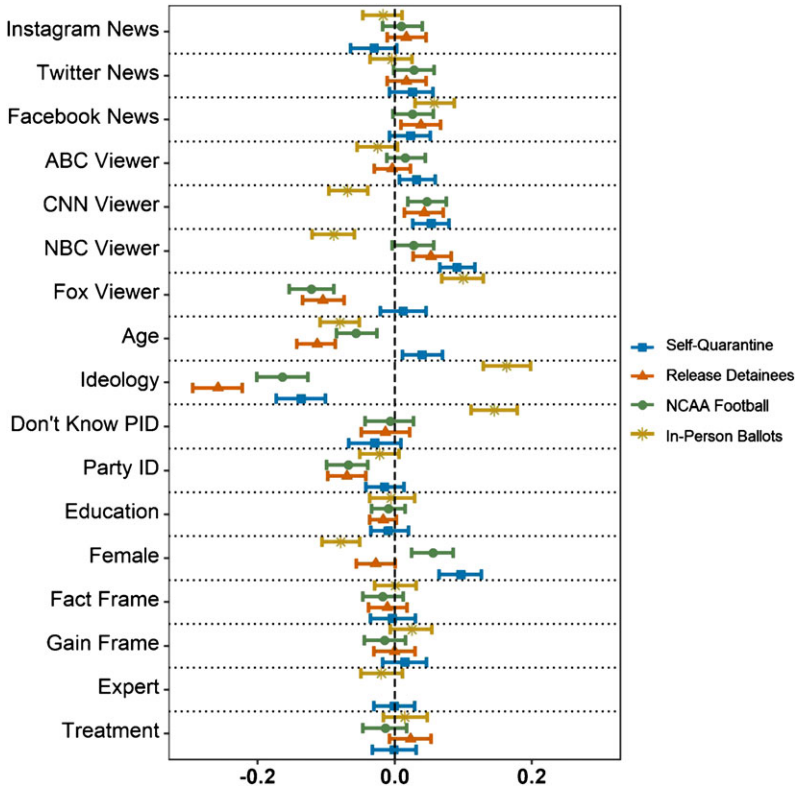 Instagram News
Twitter News
Facebook News
ABC Viewer
CNN Viewer
NBC Viewer
Fox Viewer
Age
Ideology
Don't Know PID
Party ID
Education
Female
Fact Frame
Gain Frame
Expert
Treatment
-0.2 0.0 0.2
Self-Quarantine
Release Detainees
NCAA Football
In-Person Ballots